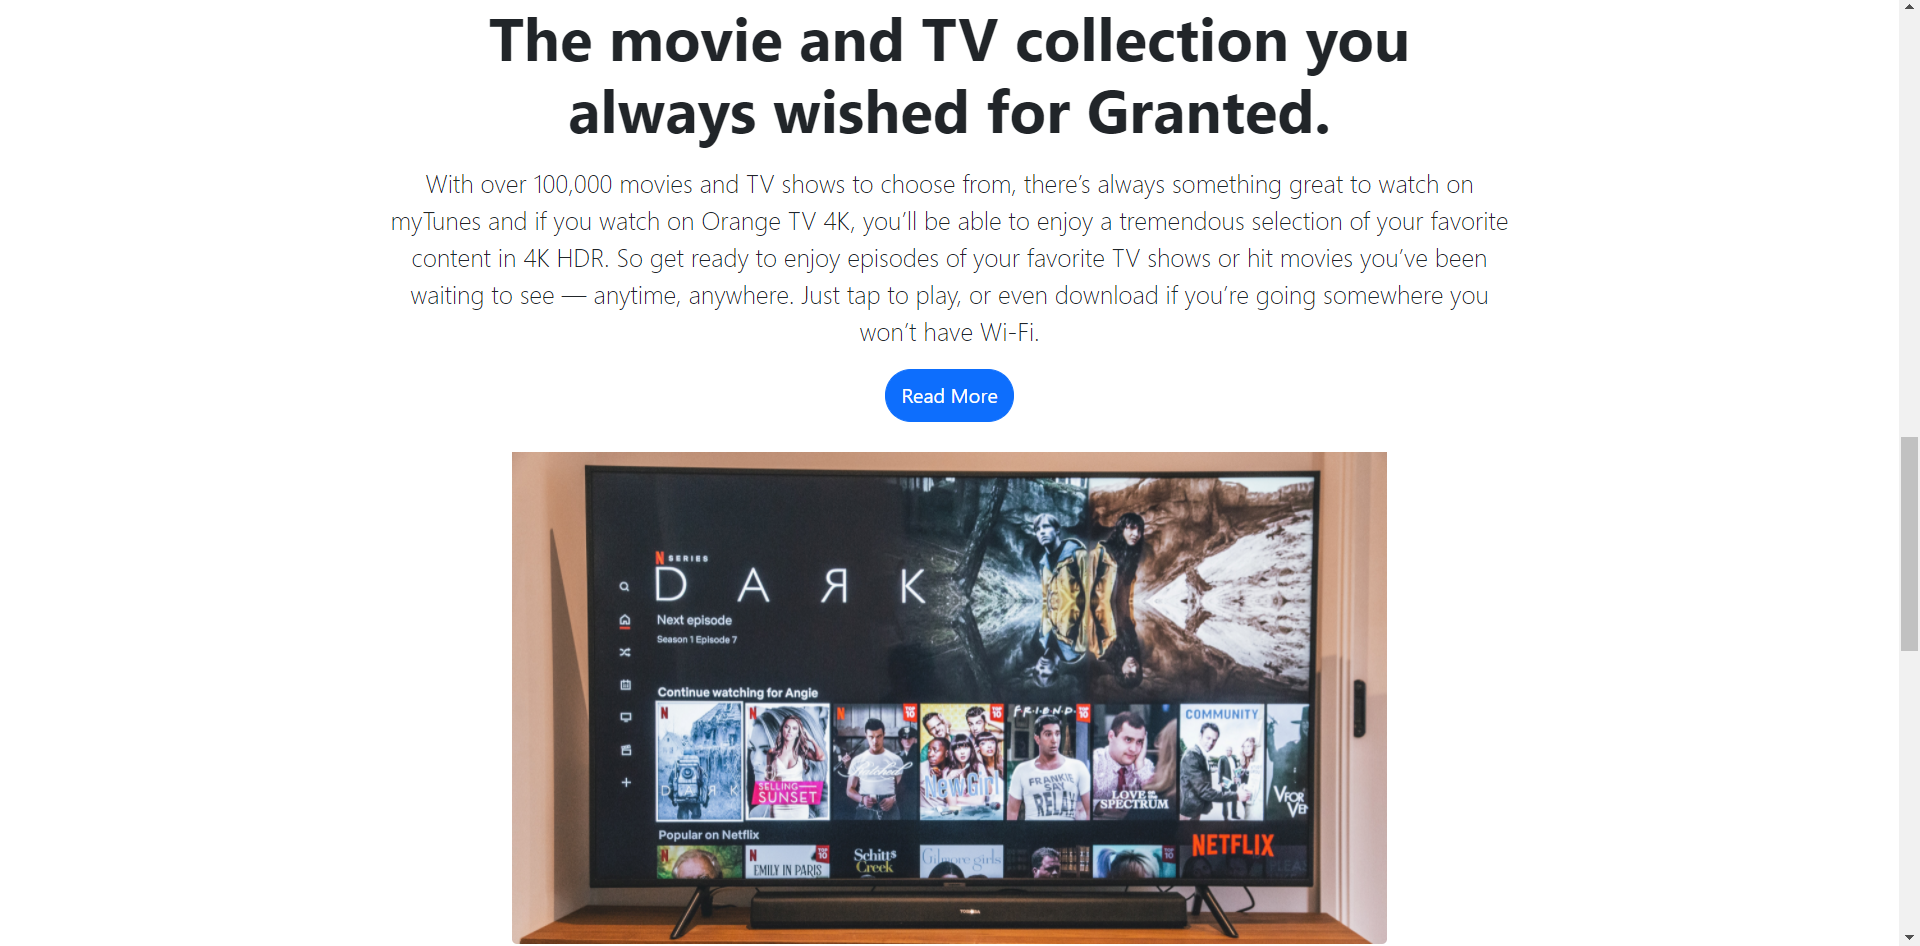 The movie and TV collection you
always wished for Granted.
With over 100,000 movies and TV shows to choose from, there’s always something great to watch on
myTunes and if you watch on Orange TV 4K, you’ll be able to enjoy a tremendous selection of your favorite
content in 4K HDR. So get ready to enjoy episodes of your favorite TV shows or hit movies you’ve been
waiting to see — anytime, anywhere. Just tap to play, or even download if you’re going somewhere you
won’t have Wi-Fi.
Read More
N SERIES
DAЯK
Next episode
Season 1 Episode 7
Continue watching for Angie
N
DAЯK
N
SELLING
SUNSET
N
TOP 10
Ratched
TOP 10
New Girl
F·R·I·E·N·D·S
TOP 10
FRANKIE
SAY
RELAX
LOVE ON THE
SPECTRUM
COMMUNITY
V FOR
VE
Popular on Netflix
N
N
TOP 10
EMILY IN PARIS
Schitt's
Creek
Gilmore girls
TOP 10
NETFLIX
PLEA
TOSHIBA